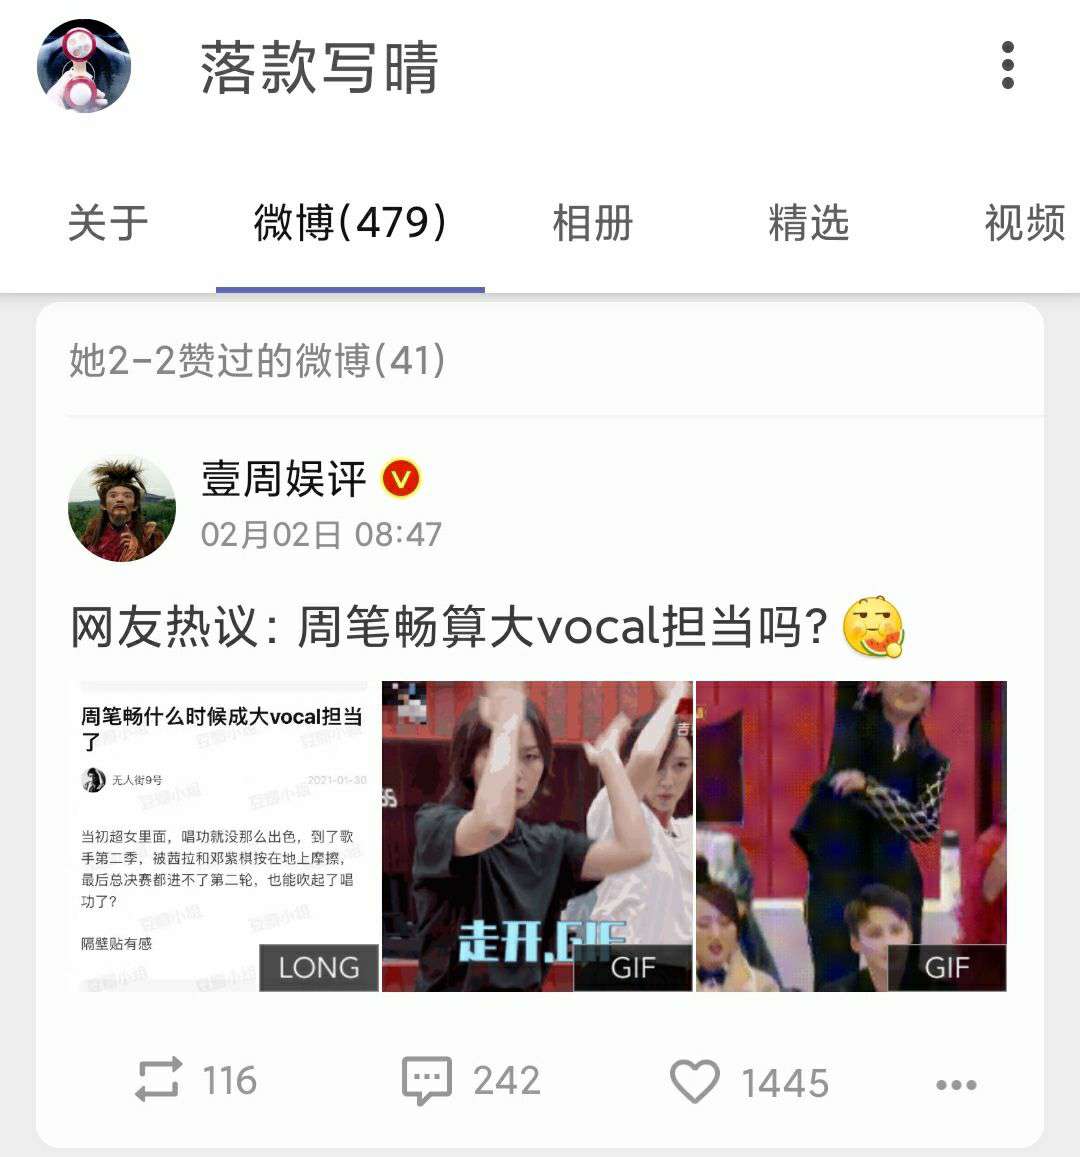 落款写晴
关于 微博(479) 相册 精选 视频
她2-2赞过的微博(41)
壹周娱评
02月02日 08:47
网友热议：周笔畅算大vocal担当吗？
周笔畅什么时候成大vocal担当
了
无人街9号 2021-01-30
当初超女里面，唱功就没那么出色，到了歌
手第二季，被茜拉和邓紫棋按在地上摩擦，
最后总决赛都进不了第二轮，也能吹起了唱
功了？
隔壁贴有感
豆瓣小组
LONG
走开.GIF
GIF
GIF
116 242 1445